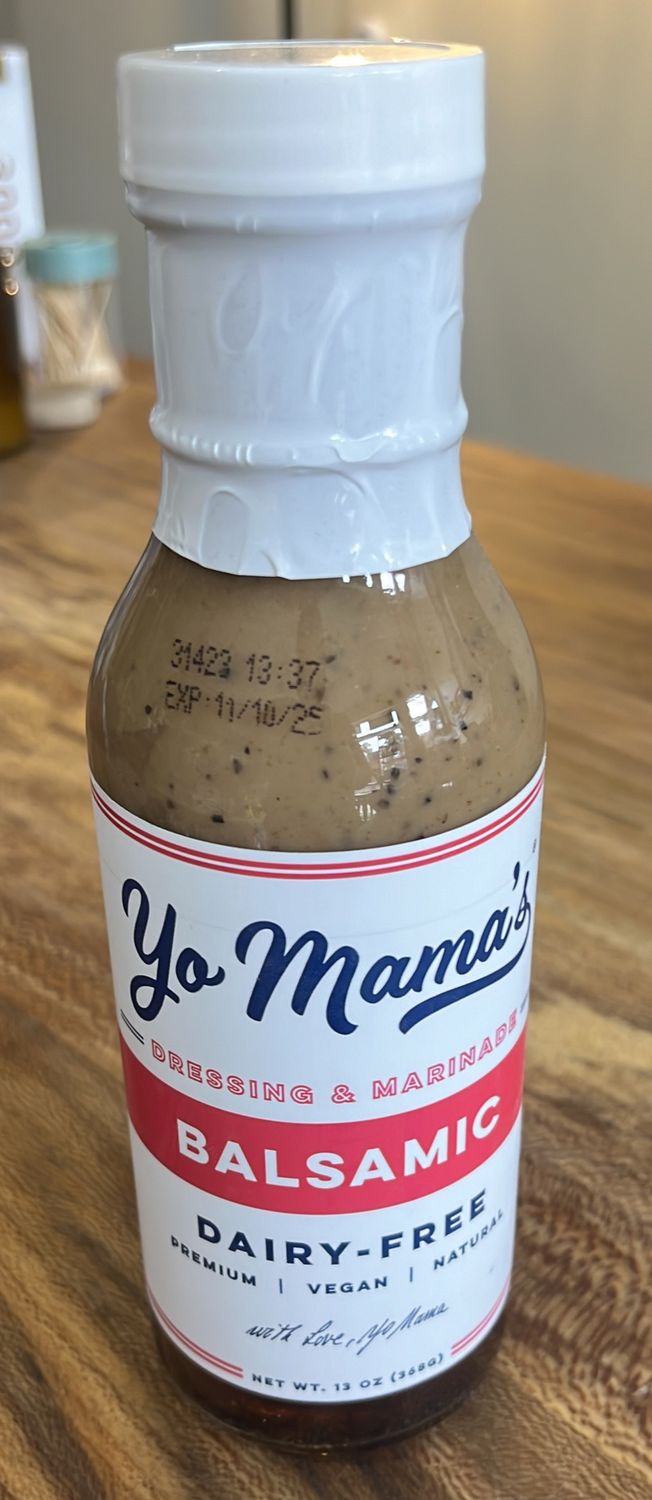 31423 13:37
EXP 11/10/25
Yo Mama's
DRESSING & MARINADE
BALSAMIC
DAIRY-FREE
PREMIUM | VEGAN | NATURAL
with Love, Yo Mama
NET WT. 13 OZ (368G)